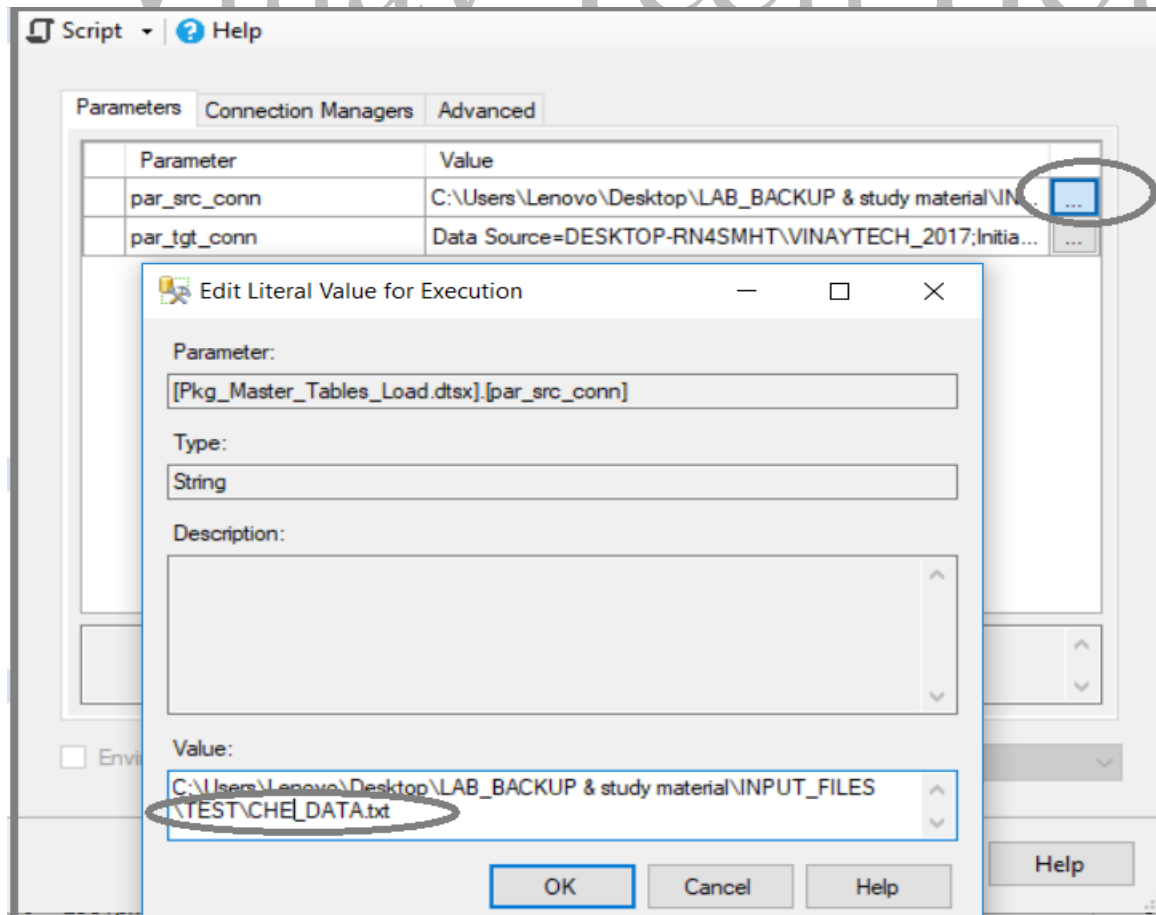 Script Help
Parameters Connection Managers Advanced
Parameter Value
par_src_conn C:\Users\Lenovo\Desktop\LAB_BACKUP & study material\IN... ...
par_tgt_conn Data Source=DESKTOP-RN4SMHT\VINAYTECH_2017;Initia... ...
Edit Literal Value for Execution
Parameter:
[Pkg_Master_Tables_Load.dtsx].[par_src_conn]
Type:
String
Description:
Envi
Value:
C:\Users\Lenovo\Desktop\LAB_BACKUP & study material\INPUT_FILES
\TEST\CHE_DATA.txt
OK Cancel Help
Help